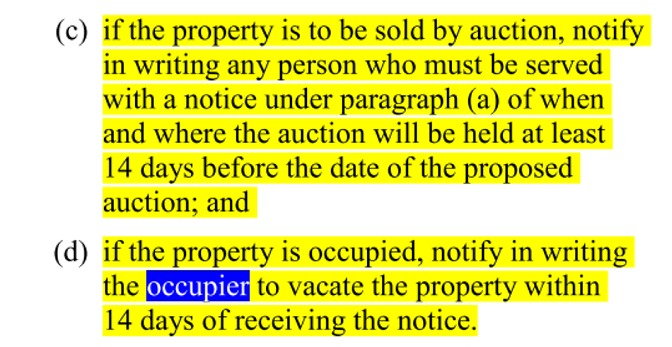 (c) if the property is to be sold by auction, notify
in writing any person who must be served
with a notice under paragraph (a) of when
and where the auction will be held at least
14 days before the date of the proposed
auction; and
(d) if the property is occupied, notify in writing
the occupier to vacate the property within
14 days of receiving the notice.